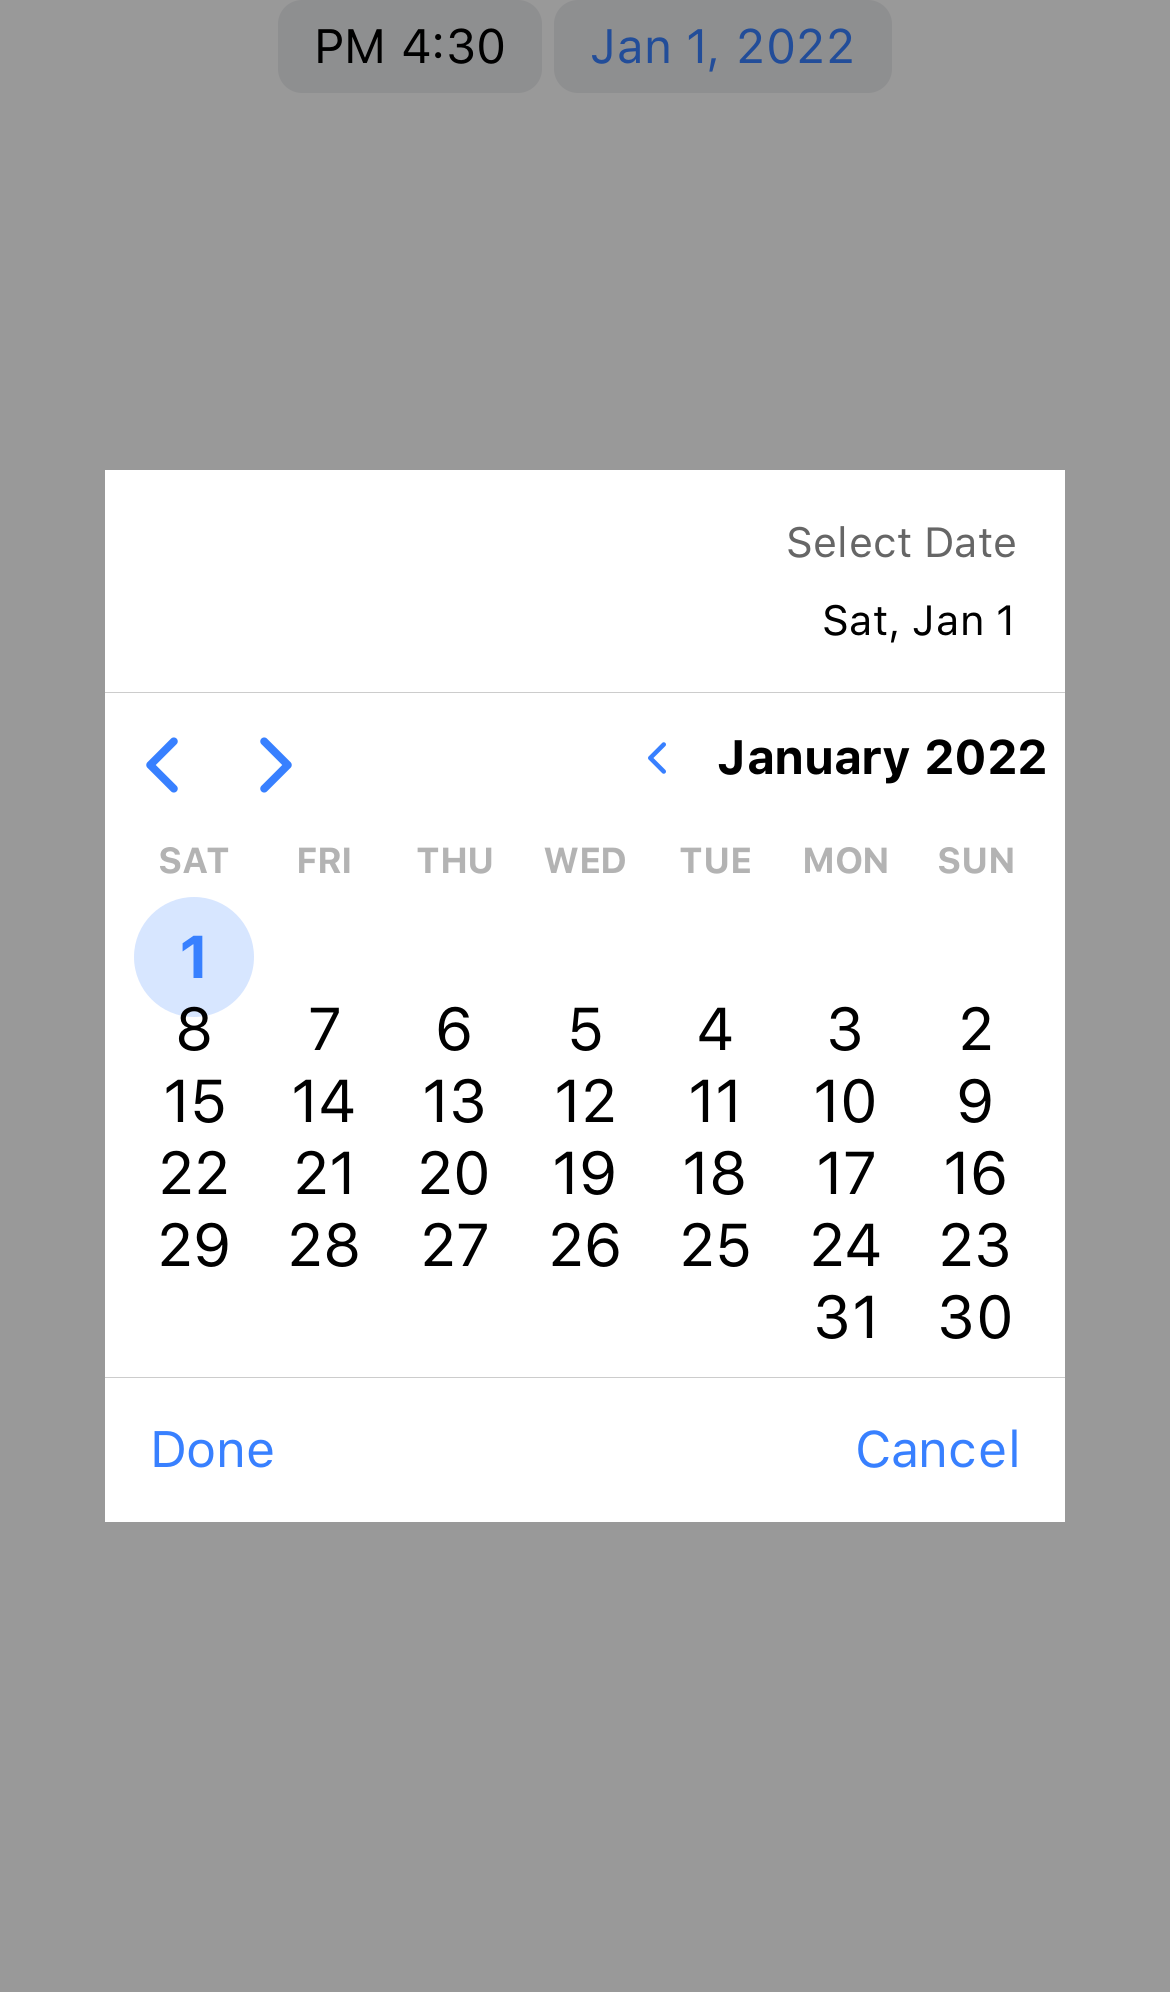 PM 4:30 Jan 1, 2022
Select Date
Sat, Jan 1
January 2022
SAT FRI THU WED TUE MON SUN
1
8 7 6 5 4 3 2
15 14 13 12 11 10 9
22 21 20 19 18 17 16
29 28 27 26 25 24 23
31 30
Done Cancel